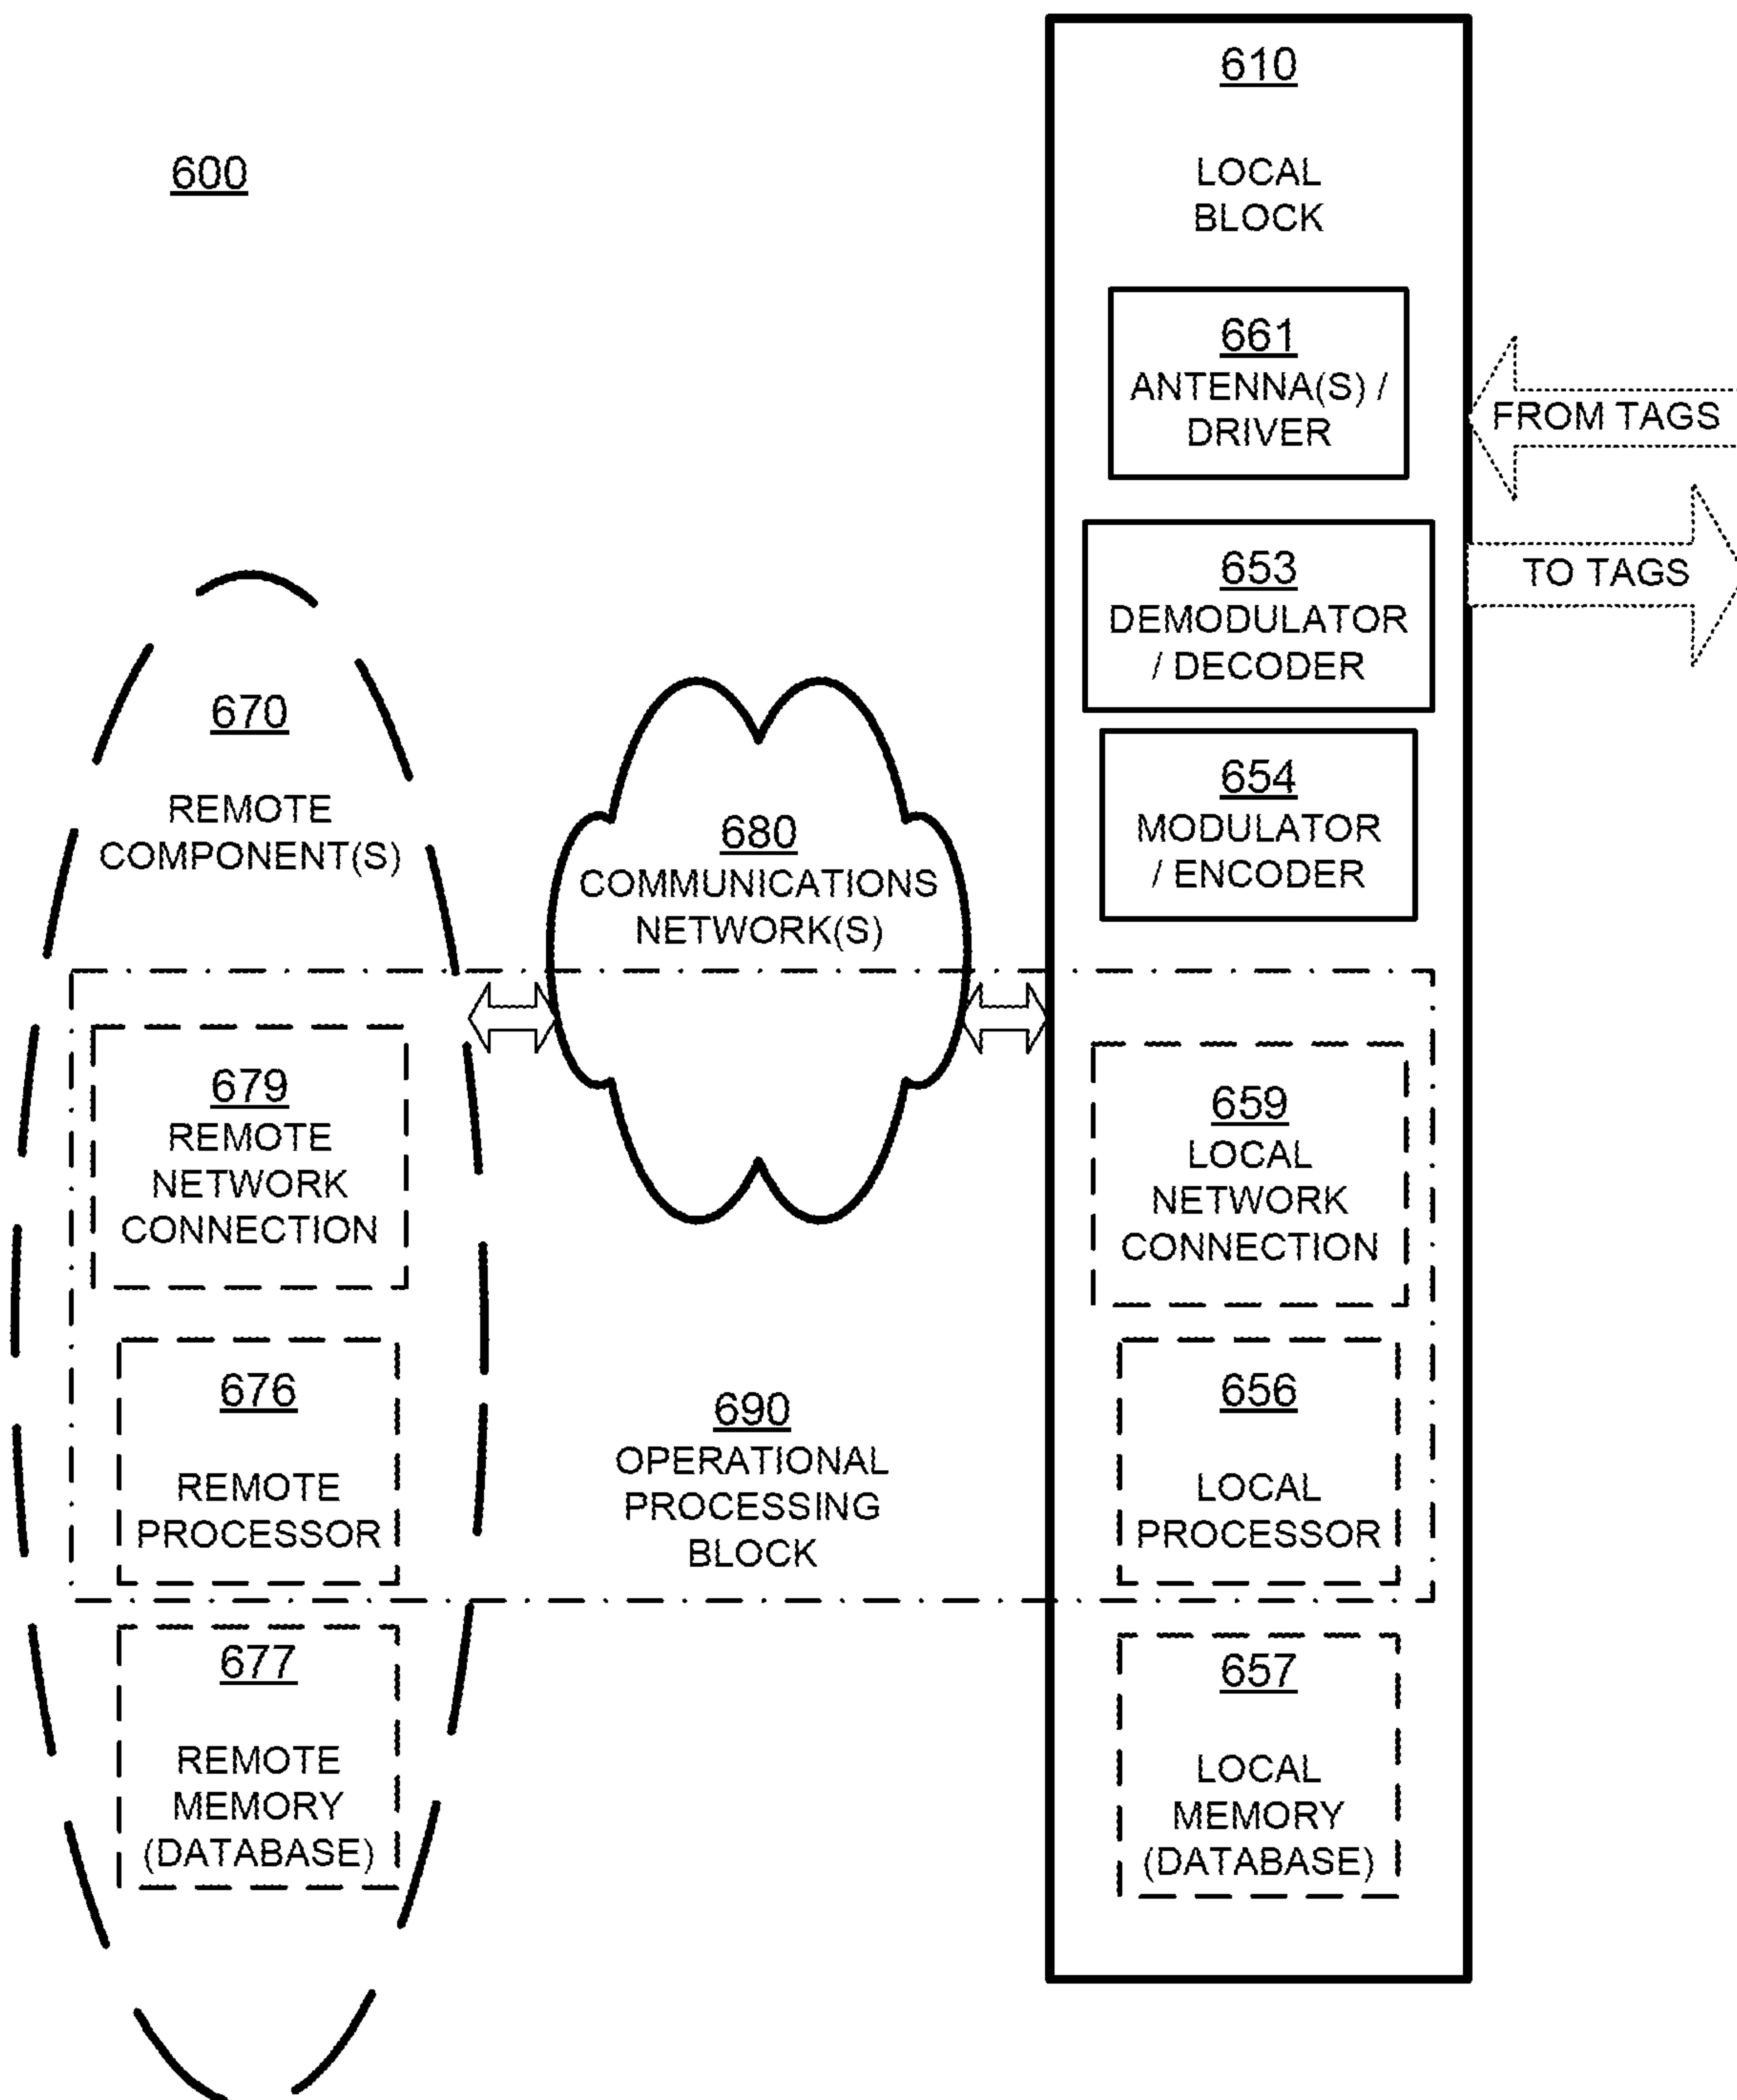 600
610
LOCAL
BLOCK
661
ANTENNA(S) /
DRIVER
FROM TAGS
653
DEMODULATOR
/ DECODER
TO TAGS
654
MODULATOR
/ ENCODER
670
REMOTE
COMPONENT(S)
680
COMMUNICATIONS
NETWORK(S)
679
REMOTE
NETWORK
CONNECTION
659
LOCAL
NETWORK
CONNECTION
676
REMOTE
PROCESSOR
690
OPERATIONAL
PROCESSING
BLOCK
656
LOCAL
PROCESSOR
677
REMOTE
MEMORY
(DATABASE)
657
LOCAL
MEMORY
(DATABASE)